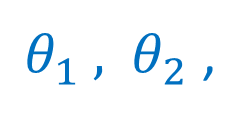 θ₁ , θ₂ ,